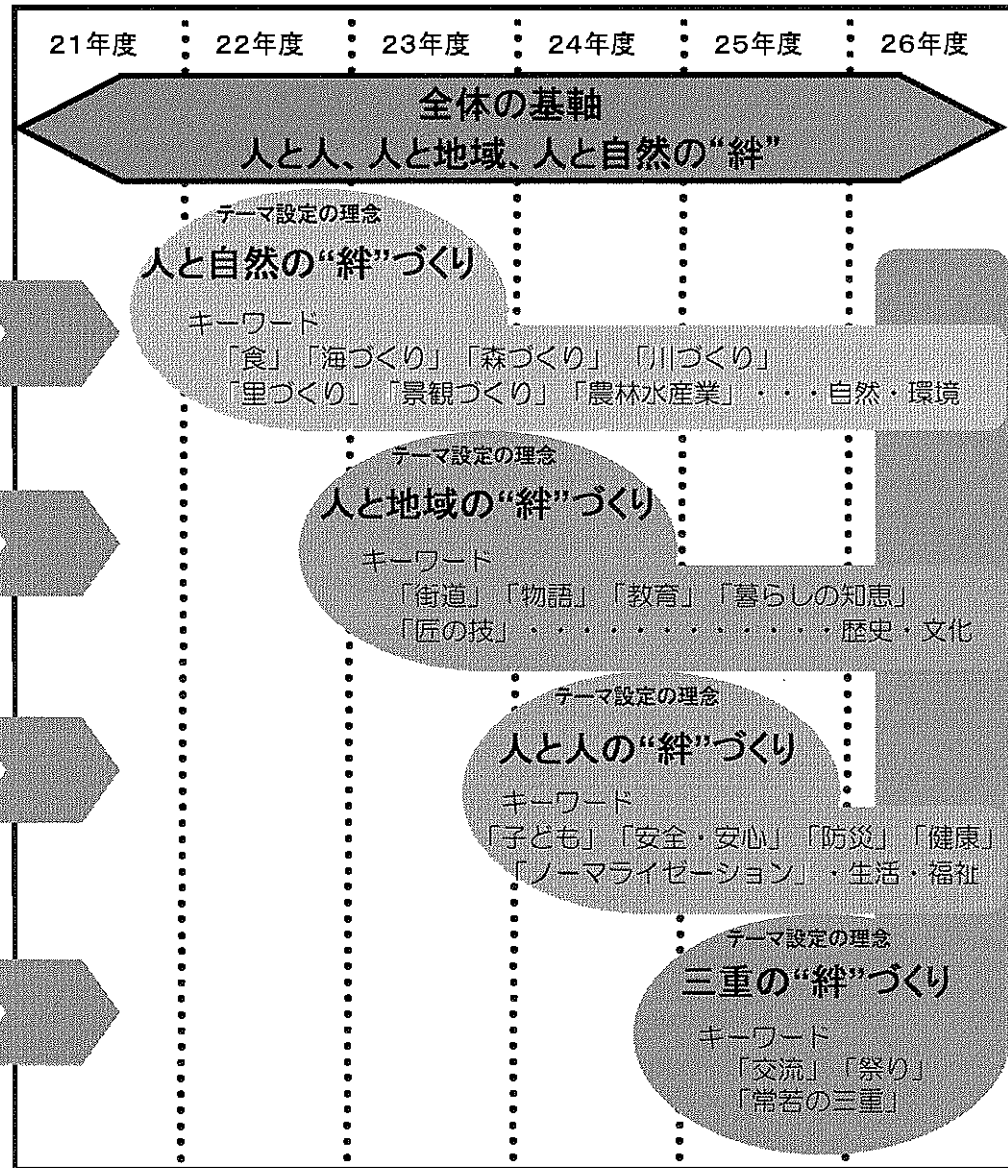 21年度 22年度 23年度 24年度 25年度 26年度
全体の基軸
人と人、人と地域、人と自然の“絆”
テーマ設定の理念
人と自然の“絆”づくり
キーワード
「食」「海づくり」「森づくり」「川づくり」
「里づくり」「景観づくり」「農林水産業」・・・自然・環境
テーマ設定の理念
人と地域の“絆”づくり
キーワード
「街道」「物語」「教育」「暮らしの知恵」
「匠の技」・・・・・・・・・・・・・歴史・文化
テーマ設定の理念
人と人の“絆”づくり
キーワード
「子ども」「安全・安心」「防災」「健康」
「ノーマライゼーション」・生活・福祉
テーマ設定の理念
三重の“絆”づくり
キーワード
「交流」「祭り」
「常若の三重」